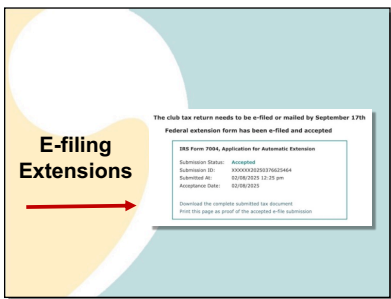 E-filing
Extensions
The club tax return needs to be e-filed or mailed by September 17th
Federal extension form has been e-filed and accepted
IRS Form 7004, Application for Automatic Extension
Submission Status: Accepted
Submission ID: XXXXXX20250376625464
Submitted At: 02/08/2025 12:25 pm
Acceptance Date: 02/08/2025
Download the complete submitted tax document
Print this page as proof of the accepted e-file submission